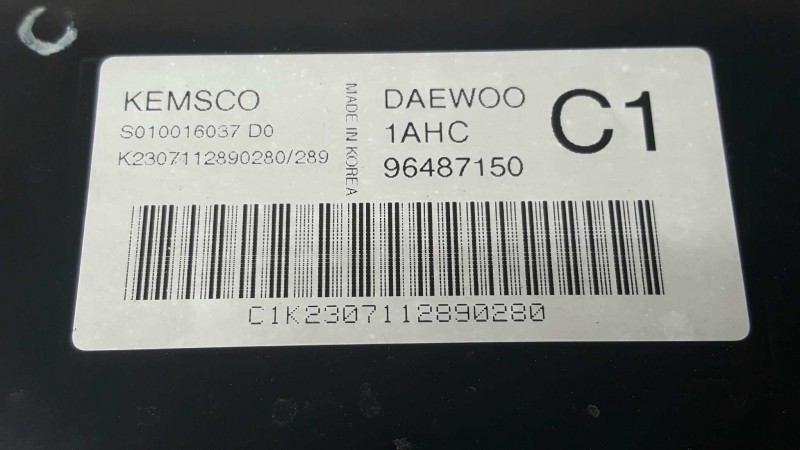 KEMSCO
S010016037 D0
K2307112890280/289
MADE IN KOREA
DAEWOO
1AHC
96487150
C1
C1K2307112890280